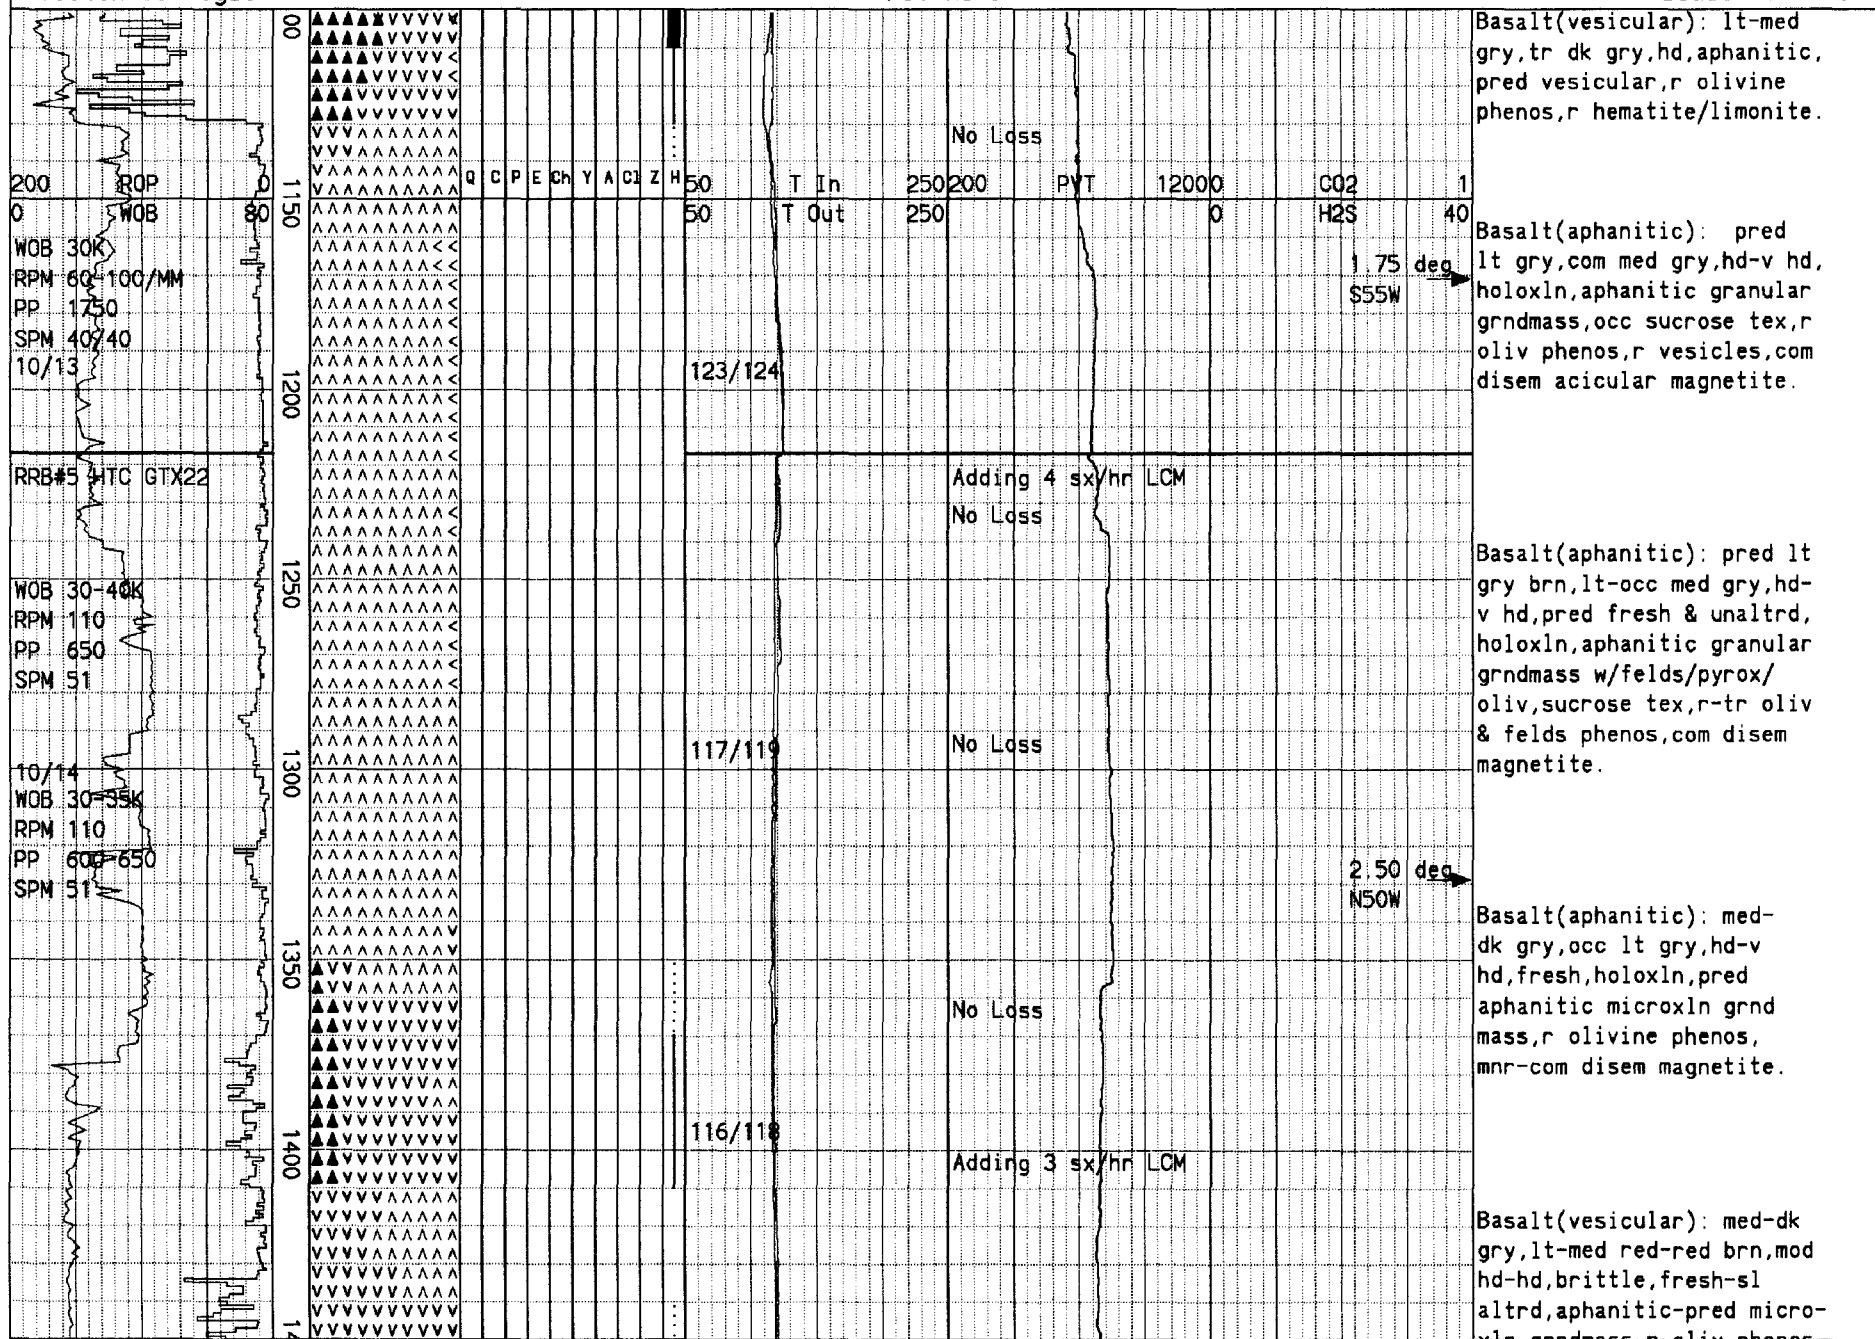 00
Basalt(vesicular): lt-med
gry,tr dk gry,hd,aphanitic,
pred vesicular,r olivine
phenos,r hematite/limonite.
No Loss
200 ROP 0
0 WOB 80
1150
Q C P E Ch Y A Cl Z H
50 T In 250
50 T Out 250
200 PVT 1200
0 CO2 1
0 H2S 40
WOB 30K
RPM 60-100/MM
PP 1750
SPM 40/40
10/13
1.75 deg
S55W
Basalt(aphanitic): pred
lt gry,com med gry,hd-v hd,
holoxln,aphanitic granular
grndmass,occ sucrose tex,r
oliv phenos,r vesicles,com
disem acicular magnetite.
123/124
1200
RRB#5 HTC GTX22
Adding 4 sx/hr LCM
No Loss
1250
WOB 30-40K
RPM 110
PP 650
SPM 51
Basalt(aphanitic): pred lt
gry brn,lt-occ med gry,hd-
v hd,pred fresh & unaltrd,
holoxln,aphanitic granular
grndmass w/felds/pyrox/
oliv,sucrose tex,r-tr oliv
& felds phenos,com disem
magnetite.
117/119
No Loss
1300
10/14
WOB 30-35K
RPM 110
PP 600-650
SPM 51
2.50 deg
N50W
Basalt(aphanitic): med-
dk gry,occ lt gry,hd-v
hd,fresh,holoxln,pred
aphanitic microxln grnd
mass,r olivine phenos,
mnr-com disem magnetite.
1350
No Loss
116/118
1400
Adding 3 sx/hr LCM
Basalt(vesicular): med-dk
gry,lt-med red-red brn,mod
hd-hd,brittle,fresh-sl
altrd,aphanitic-pred micro-